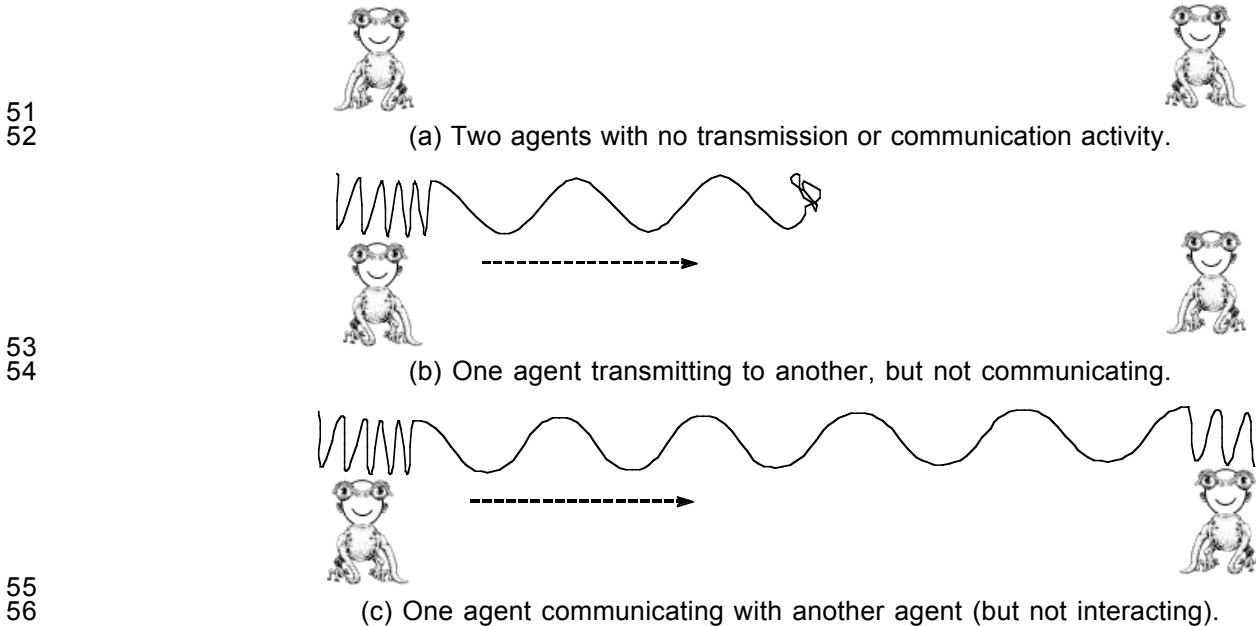 51
52 (a) Two agents with no transmission or communication activity.
53
54 (b) One agent transmitting to another, but not communicating.
55
56 (c) One agent communicating with another agent (but not interacting).